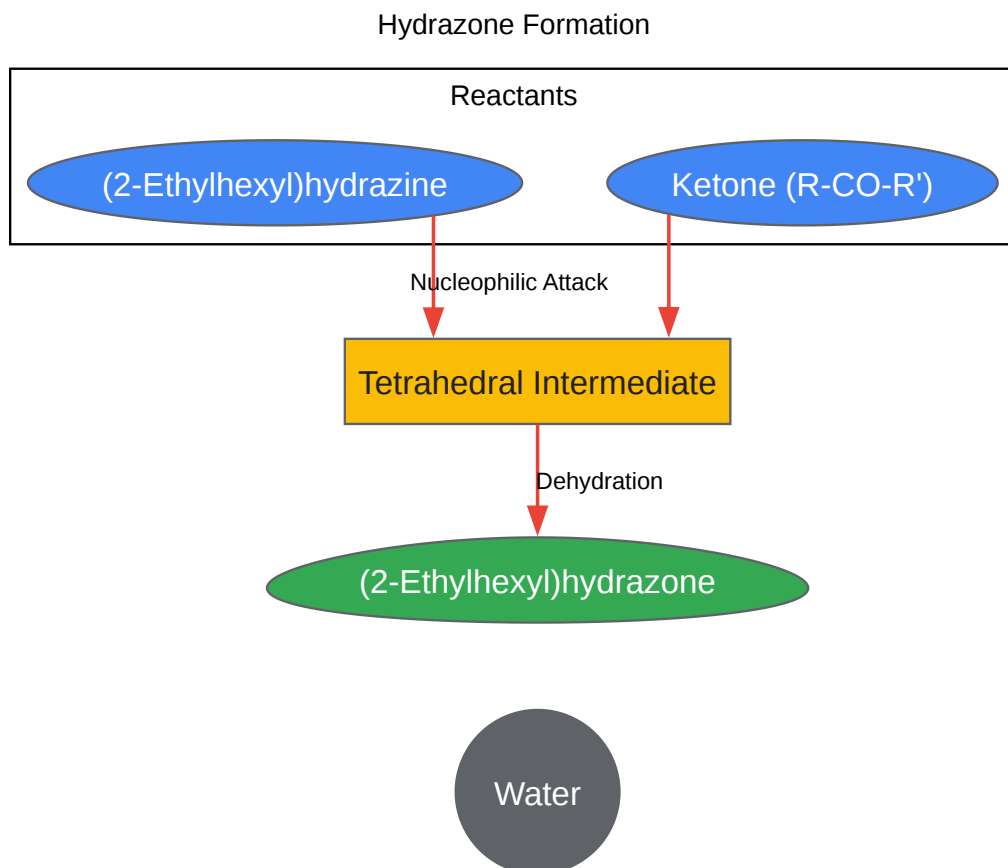 Hydrazone Formation
Reactants
(2-Ethylhexyl)hydrazine
Ketone (R-CO-R')
Nucleophilic Attack
Tetrahedral Intermediate
Dehydration
(2-Ethylhexyl)hydrazone
Water